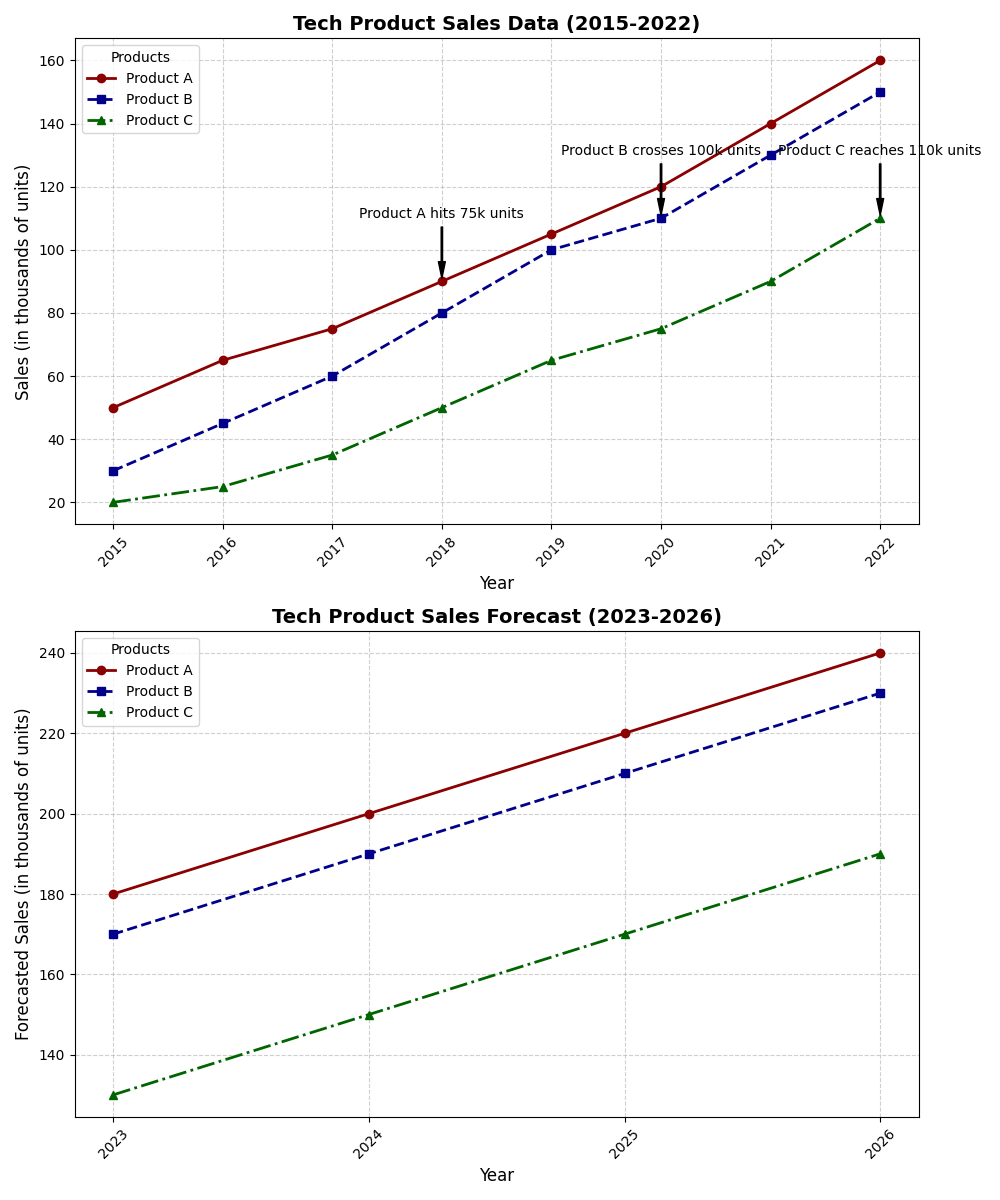 Tech Product Sales Data (2015-2022)
Products
Product A
Product B
Product C
Sales (in thousands of units)
160
140
120
100
80
60
40
20
Product A hits 75k units
Product B crosses 100k units
Product C reaches 110k units
2015
2016
2017
2018
2019
2020
2021
2022
Year
Tech Product Sales Forecast (2023-2026)
Products
Product A
Product B
Product C
Forecasted Sales (in thousands of units)
240
220
200
180
160
140
2023
2024
2025
2026
Year